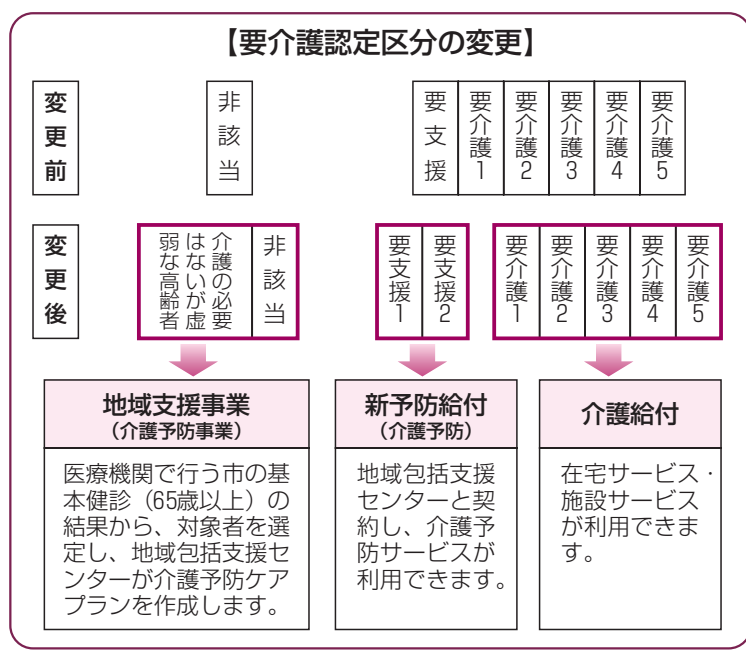 【要介護認定区分の変更】
変更前
非該当
要支援
要介護1
要介護2
要介護3
要介護4
要介護5
変更後
介護の必要
はないが虚
弱な高齢者
非該当
要支援1
要支援2
要介護1
要介護2
要介護3
要介護4
要介護5
地域支援事業
（介護予防事業）
医療機関で行う市の基
本健診（65歳以上）の
結果から、対象者を選
定し、地域包括支援セ
ンターが介護予防ケア
プランを作成します。
新予防給付
（介護予防）
地域包括支援
センターと契
約し、介護予
防サービスが
利用できます。
介護給付
在宅サービス・
施設サービス
が利用できま
す。